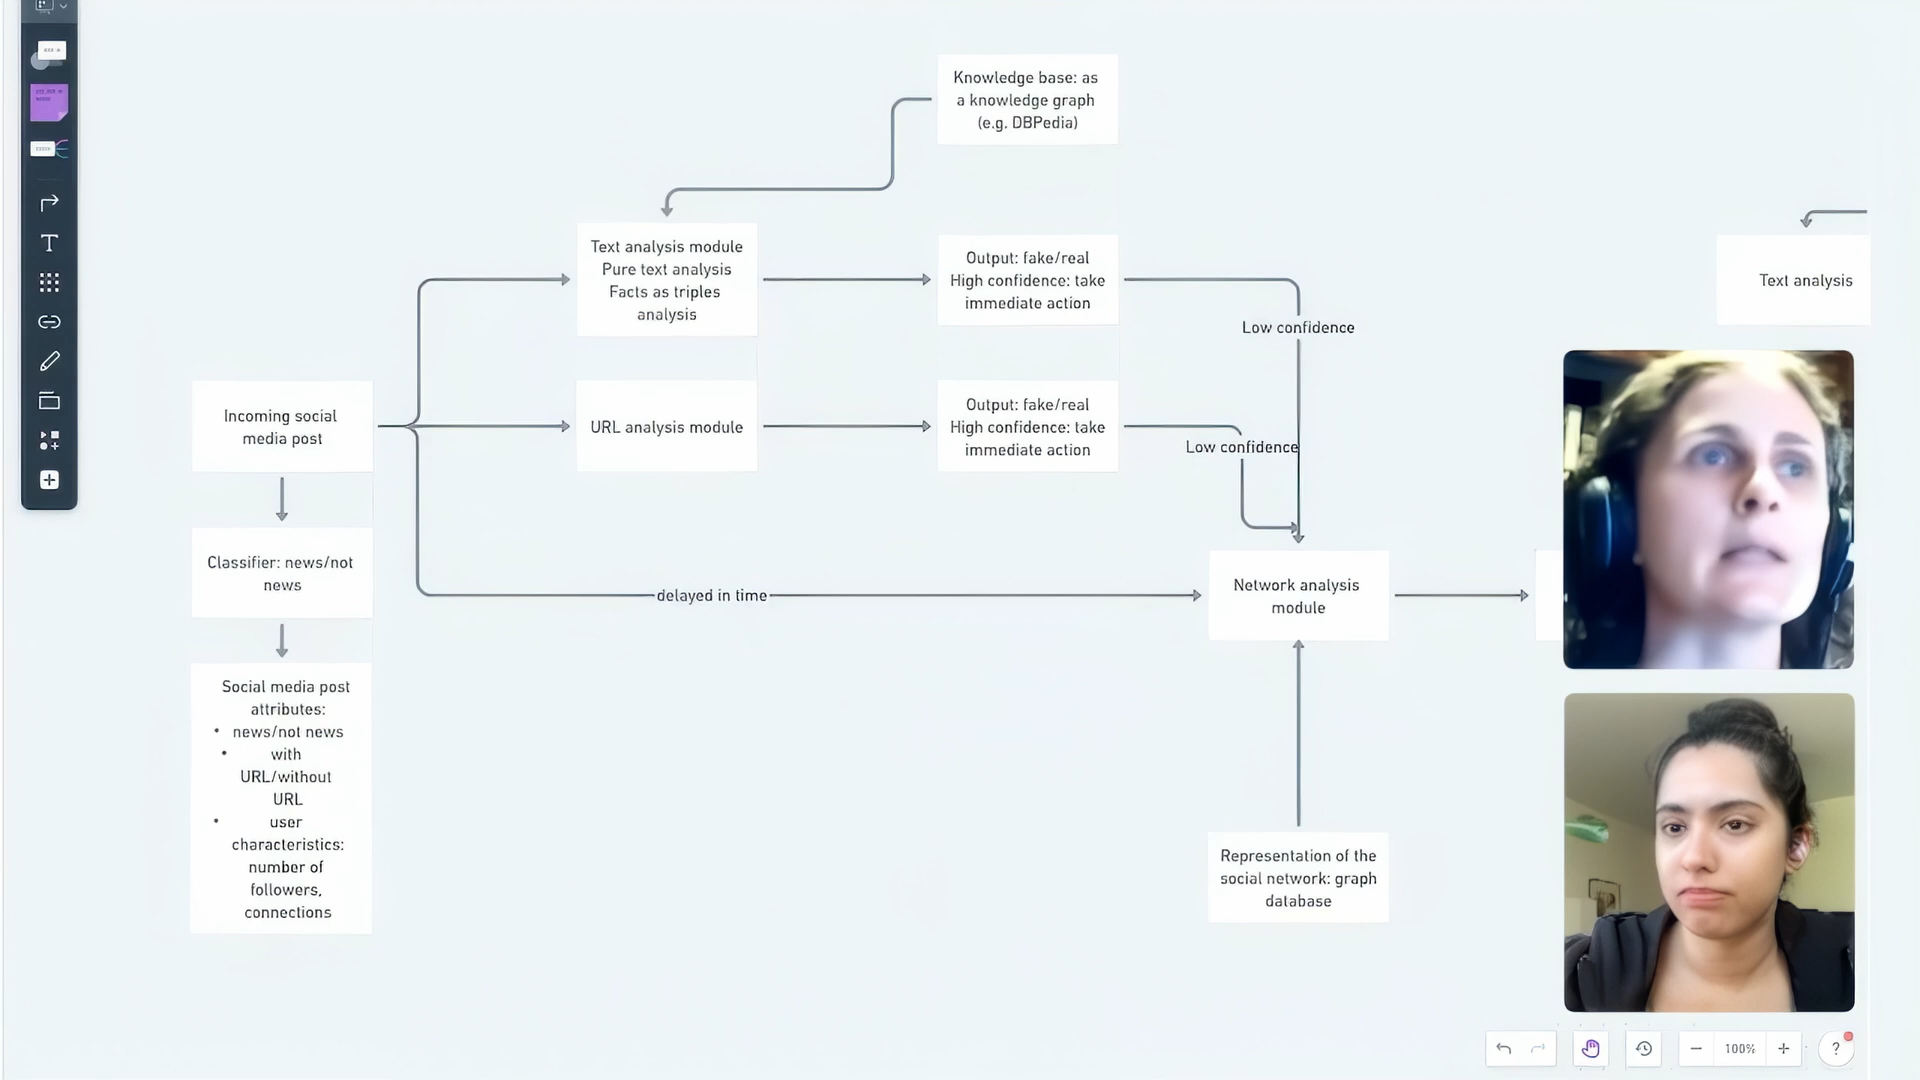 Knowledge base: as
a knowledge graph
(e.g. DBPedia)
Text analysis module
Pure text analysis
Facts as triples
analysis
Output: fake/real
High confidence: take
immediate action
Low confidence
Text analysis
Incoming social
media post
URL analysis module
Output: fake/real
High confidence: take
immediate action
Low confidence
Classifier: news/not
news
delayed in time
Network analysis
module
Social media post
attributes:
• news/not news
• with
URL/without
URL
• user
characteristics:
number of
followers,
connections
Representation of the
social network: graph
database
100%
?